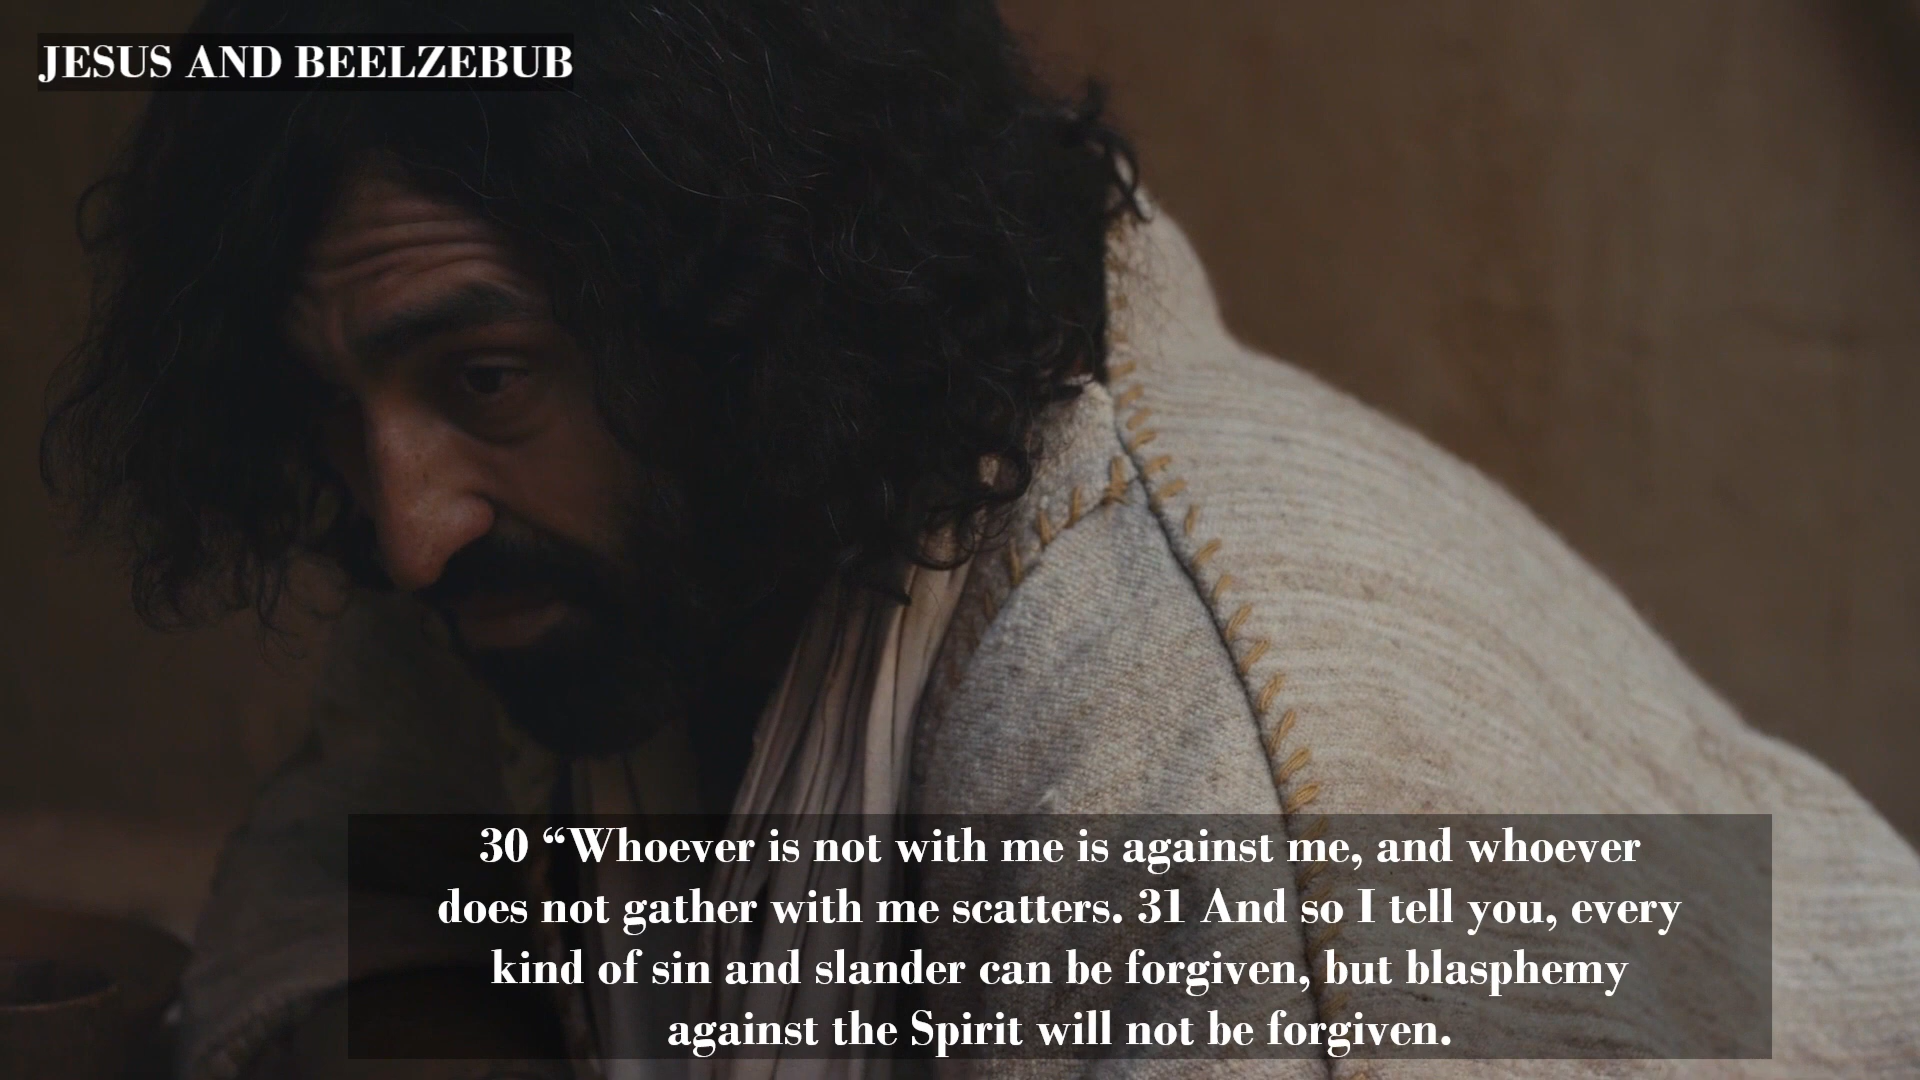 JESUS AND BEELZEBUB
30 “Whoever is not with me is against me, and whoever
does not gather with me scatters. 31 And so I tell you, every
kind of sin and slander can be forgiven, but blasphemy
against the Spirit will not be forgiven.